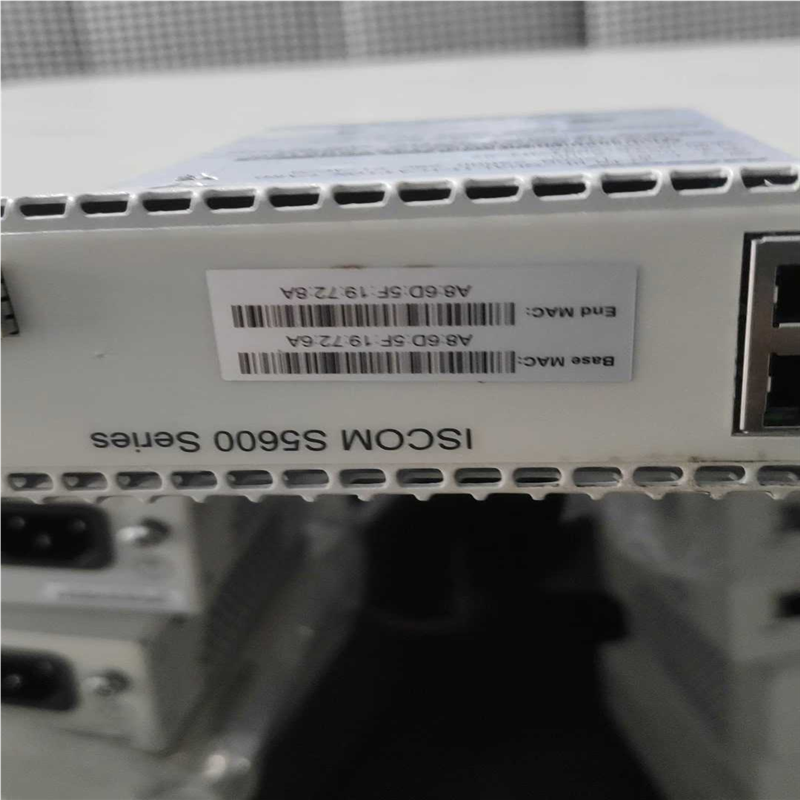 ISCOM S5600 Series
Base MAC:
A8:6D:5F:19:72:6A
End MAC:
A8:6D:5F:19:72:8A